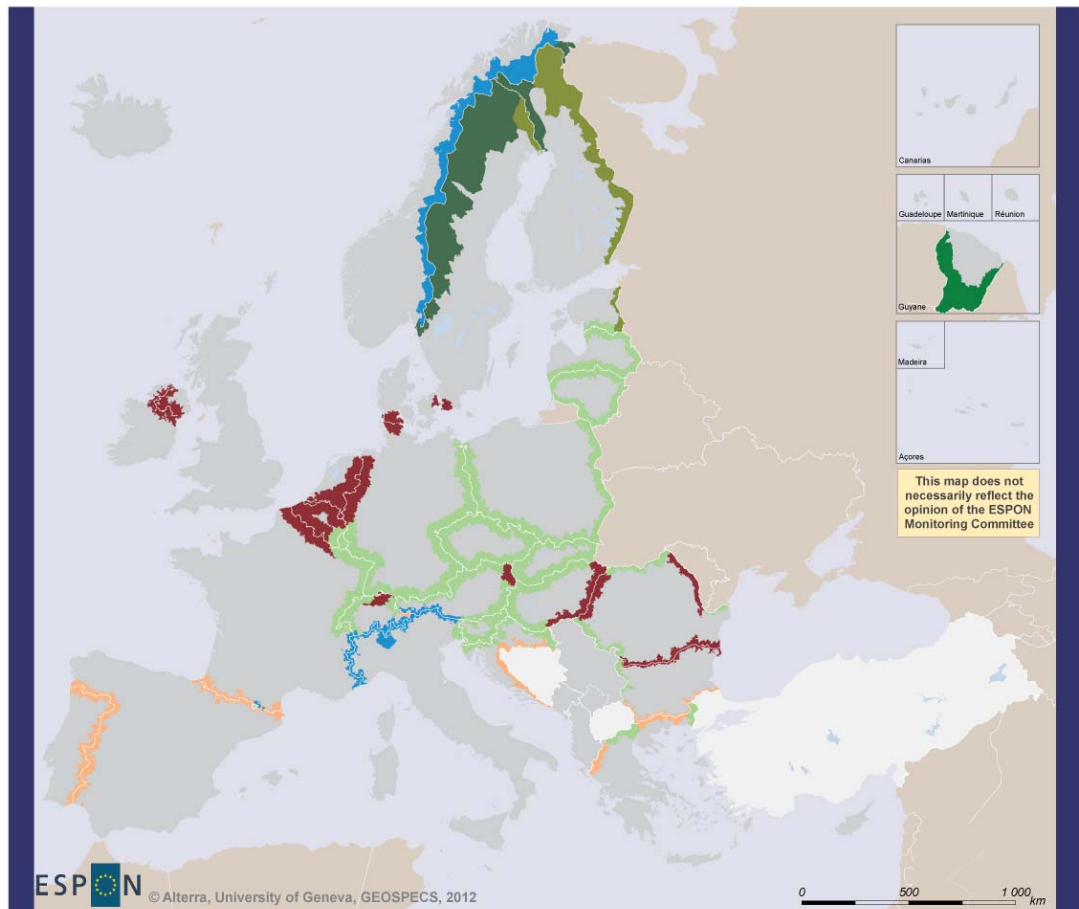 Canarias
Guadeloupe
Martinique
Réunion
Guyane
Madeira
Açores
This map does not
necessarily reflect the
opinion of the ESPON
Monitoring Committee
ESPON
© Alterra, University of Geneva, GEOSPECS, 2012
0 500 1 000
km